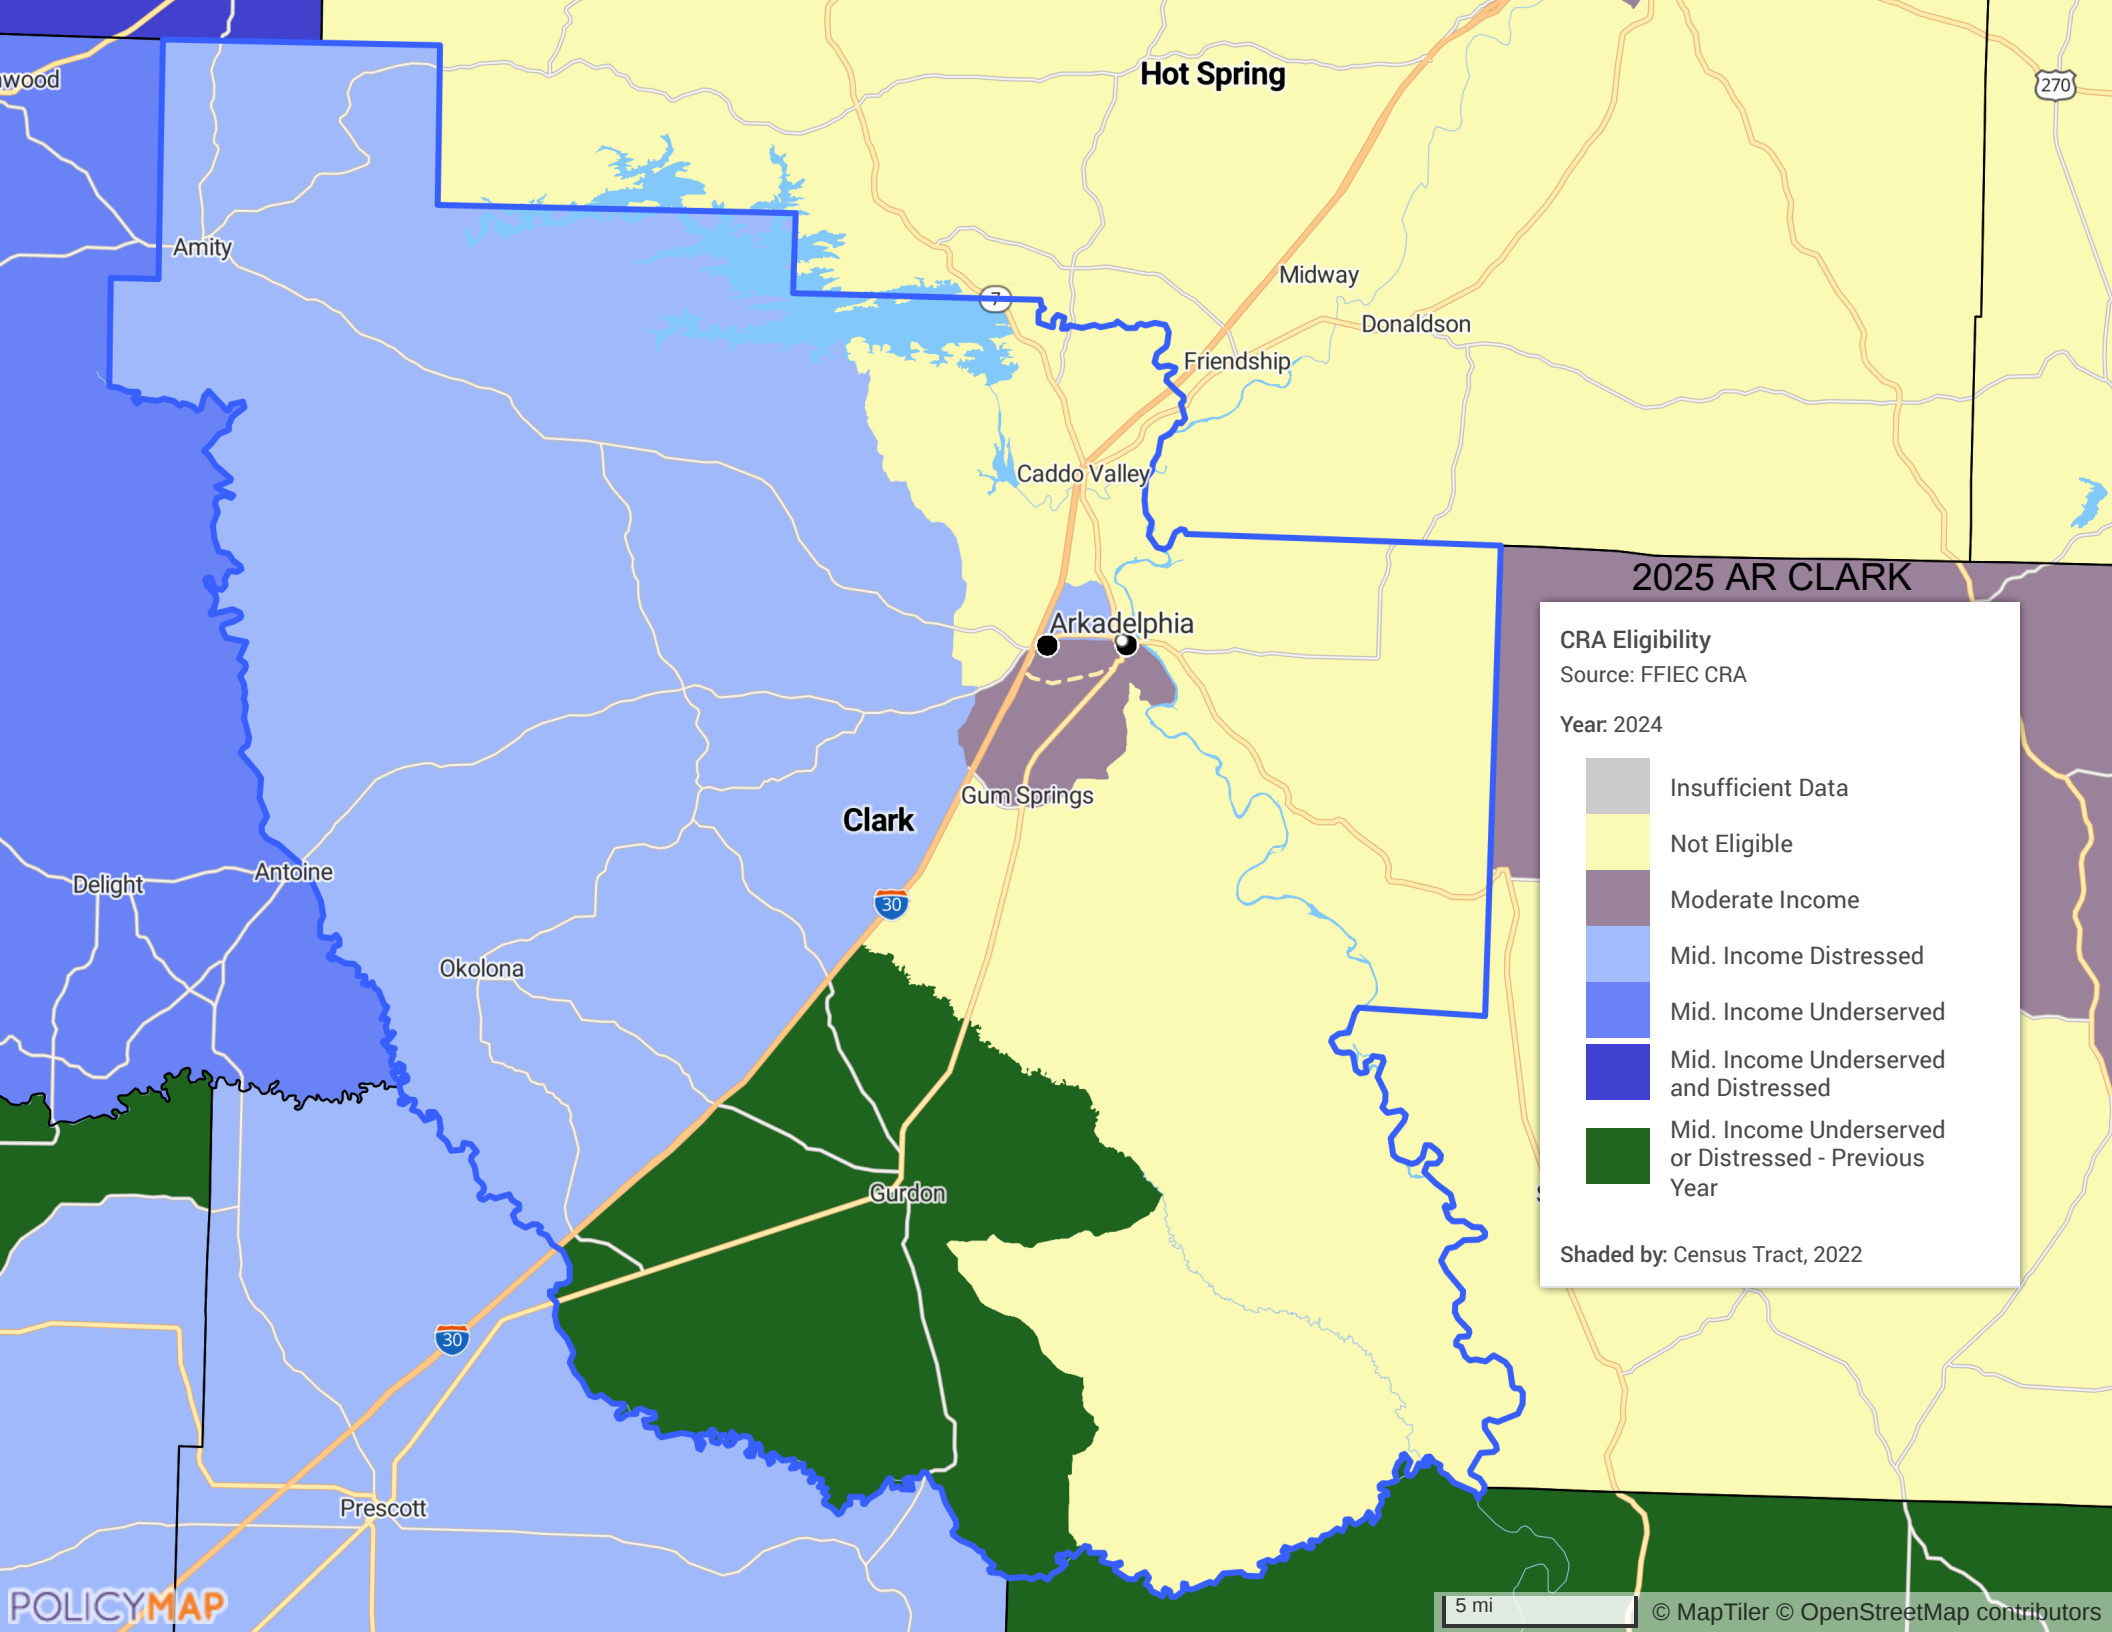 Hot Spring
wood
270
Amity
Midway
7
Donaldson
Friendship
Caddo Valley
2025 AR CLARK
Arkadelphia
CRA Eligibility
Source: FFIEC CRA
Year: 2024
Insufficient Data
Not Eligible
Moderate Income
Mid. Income Distressed
Mid. Income Underserved
Mid. Income Underserved
and Distressed
Mid. Income Underserved
or Distressed - Previous
Year
Shaded by: Census Tract, 2022
Gum Springs
Clark
Antoine
Delight
30
Okolona
Gurdon
30
Prescott
POLICYMAP
5 mi
© MapTiler © OpenStreetMap contributors